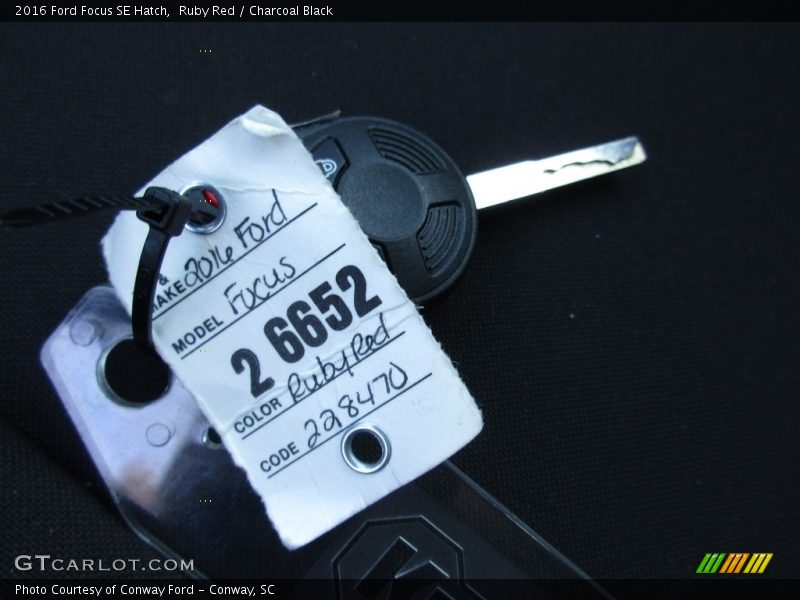 2016 Ford Focus SE Hatch,  Ruby Red / Charcoal Black
& 2016 Ford
MODEL Focus
2 6652
COLOR Ruby Red
CODE 228470
GTCARLOT.COM
Photo Courtesy of Conway Ford – Conway, SC